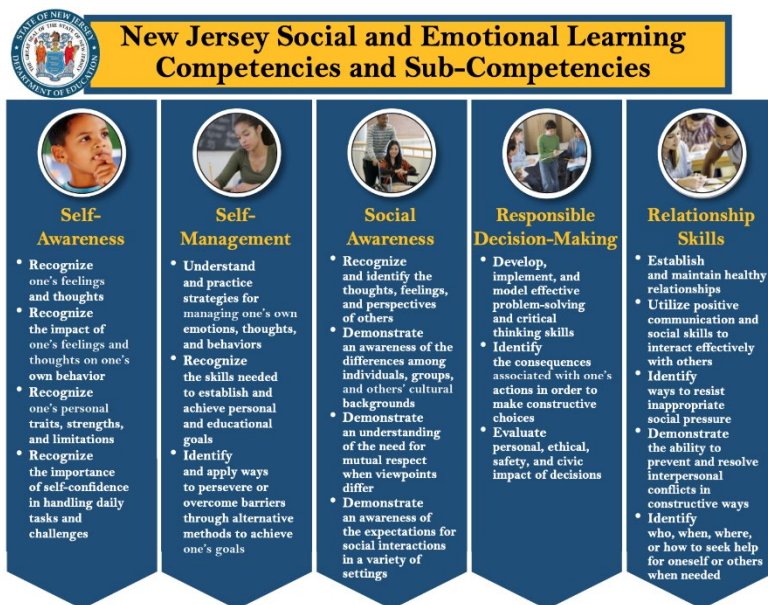 STATE OF NEW JERSEY
DEPARTMENT OF EDUCATION
New Jersey Social and Emotional Learning
Competencies and Sub-Competencies
Self-
Awareness
• Recognize
one's feelings
and thoughts
• Recognize
the impact of
one's feelings and
thoughts on one's
own behavior
• Recognize
one's personal
traits, strengths,
and limitations
• Recognize
the importance
of self-confidence
in handling daily
tasks and
challenges
Self-
Management
• Understand
and practice
strategies for
managing one's own
emotions, thoughts,
and behaviors
• Recognize
the skills needed
to establish and
achieve personal
and educational
goals
• Identify
and apply ways
to persevere or
overcome barriers
through alternative
methods to achieve
one's goals
Social
Awareness
• Recognize
and identify the
thoughts, feelings,
and perspectives
of others
• Demonstrate
an awareness of the
differences among
individuals, groups,
and others' cultural
backgrounds
• Demonstrate
an understanding
of the need for
mutual respect
when viewpoints
differ
• Demonstrate
an awareness of
the expectations for
social interactions
in a variety of
settings
Responsible
Decision-Making
• Develop,
implement, and
model effective
problem-solving
and critical
thinking skills
• Identify
the consequences
associated with one's
actions in order to
make constructive
choices
• Evaluate
personal, ethical,
safety, and civic
impact of decisions
Relationship
Skills
• Establish
and maintain healthy
relationships
• Utilize positive
communication and
social skills to
interact effectively
with others
• Identify
ways to resist
inappropriate
social pressure
• Demonstrate
the ability to
prevent and resolve
interpersonal
conflicts in
constructive ways
• Identify
who, when, where,
or how to seek help
for oneself or others
when needed